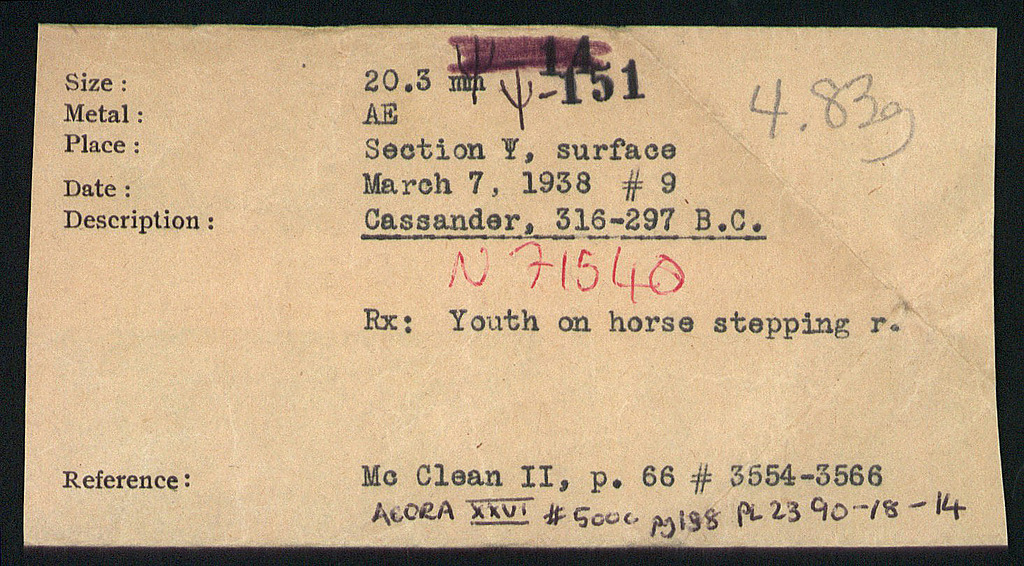 Ψ-14
Size : 20.3 mm Ψ-151
4.83g
Metal : AE
Place : Section Ψ, surface
Date : March 7, 1938 # 9
Description : Cassander, 316-297 B.C.
N 71540
Rx: Youth on horse stepping r.
Reference : Mc Clean II, p. 66 # 3554-3566
AGORA XXVI # 500c pg 198 PL 23 90-18-14